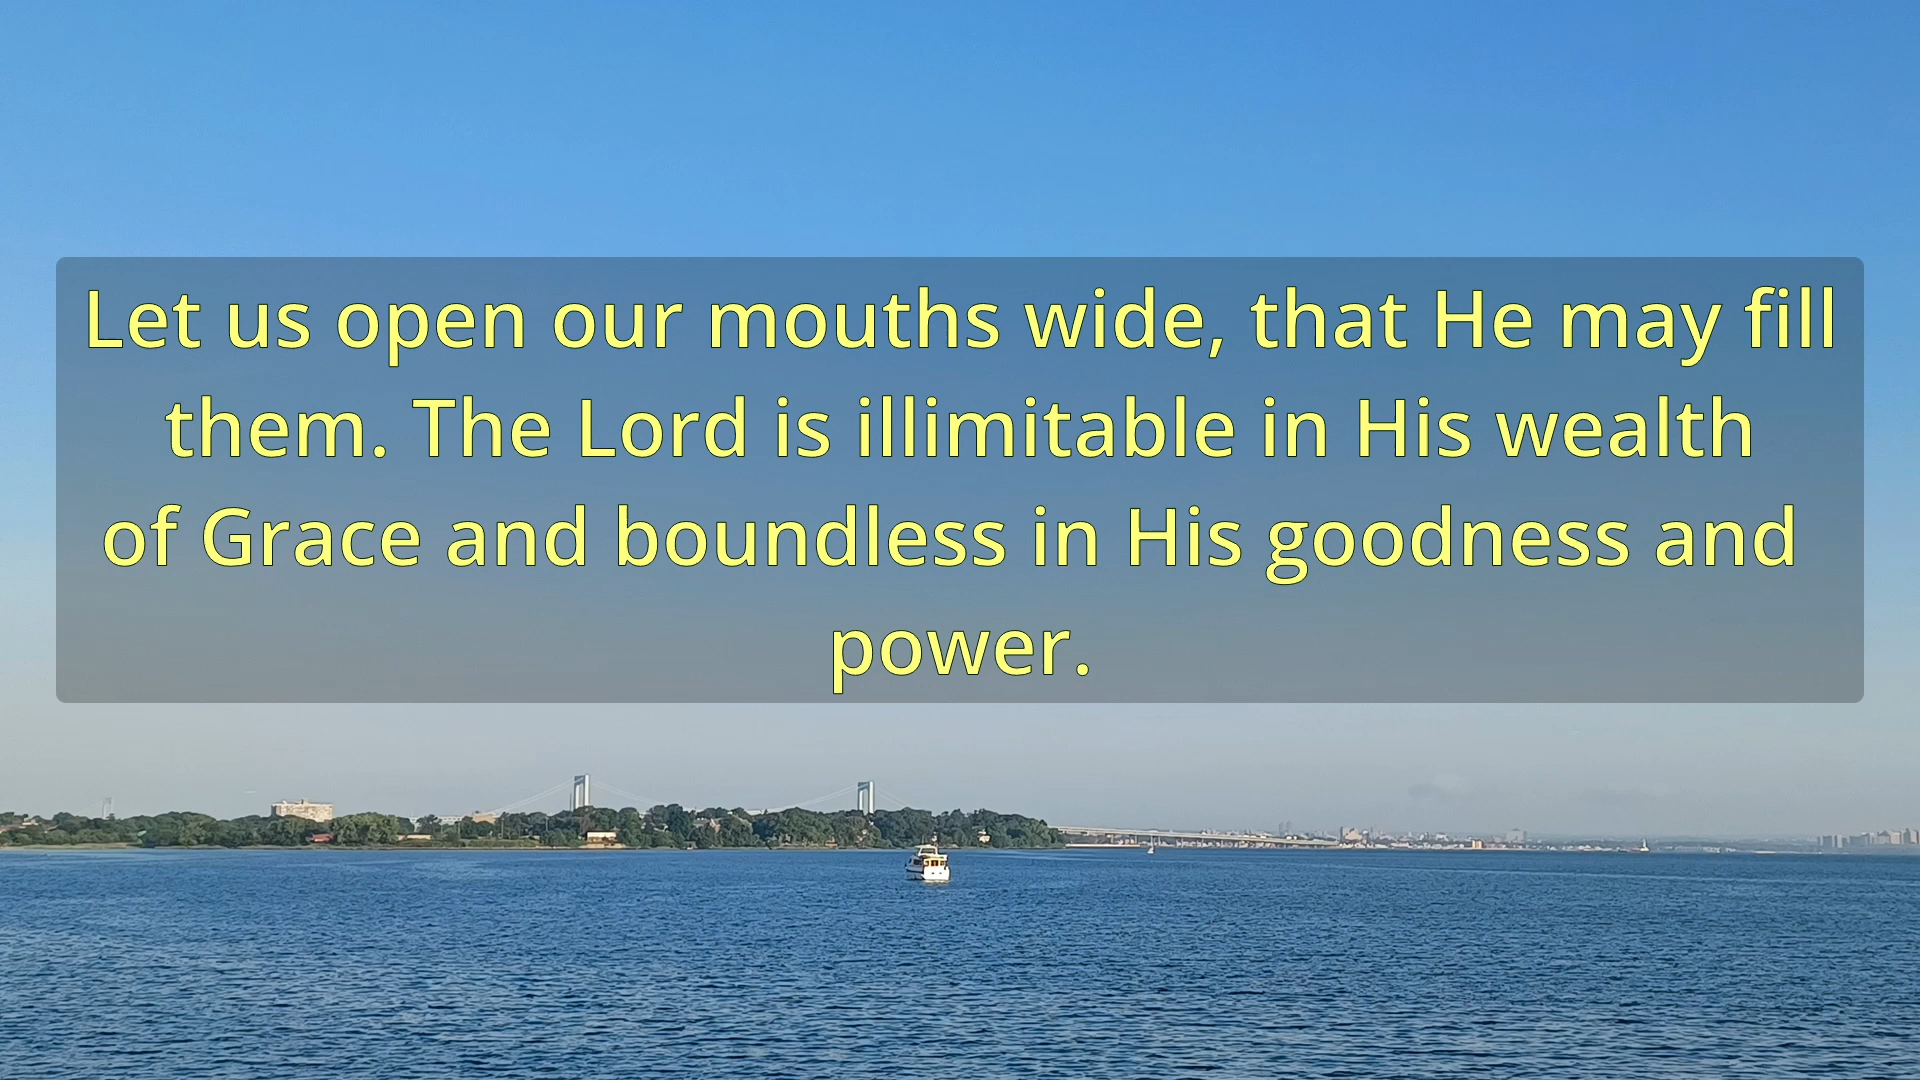 Let us open our mouths wide, that He may fill
them. The Lord is illimitable in His wealth
of Grace and boundless in His goodness and
power.